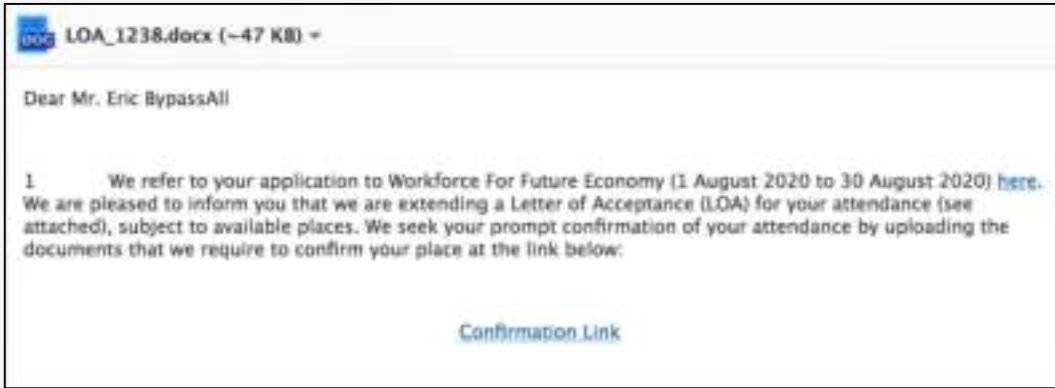 DOC LOA_1238.docx (~47 KB)
Dear Mr. Eric BypassAll
1 We refer to your application to Workforce For Future Economy (1 August 2020 to 30 August 2020) here.
We are pleased to inform you that we are extending a Letter of Acceptance (LOA) for your attendance (see
attached), subject to available places. We seek your prompt confirmation of your attendance by uploading the
documents that we require to confirm your place at the link below:
Confirmation Link